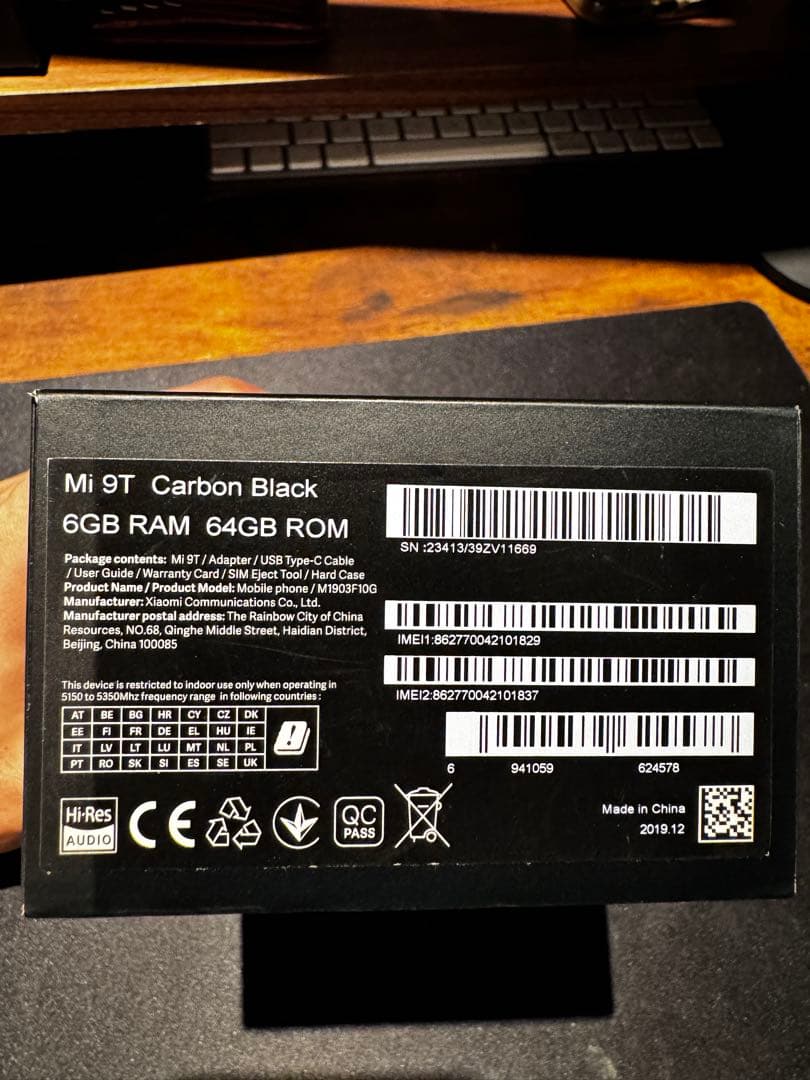 Mi 9T Carbon Black
6GB RAM 64GB ROM
Package contents: Mi 9T / Adapter / USB Type-C Cable
/ User Guide / Warranty Card / SIM Eject Tool / Hard Case
Product Name / Product Model: Mobile phone / M1903F10G
Manufacturer: Xiaomi Communications Co., Ltd.
Manufacturer postal address: The Rainbow City of China
Resources, NO.68, Qinghe Middle Street, Haidian District,
Beijing, China 100085
SN :23413/39ZV11669
IMEI1:862770042101829
IMEI2:862770042101837
6 941059 624578
This device is restricted to indoor use only when operating in
5150 to 5350Mhz frequency range in following countries :
AT BE BG HR CY CZ DK
EE FI FR DE EL HU IE
IT LV LT LU MT NL PL
PT RO SK SI ES SE UK
Hi-Res
AUDIO
CE
QC
PASS
Made in China
2019.12